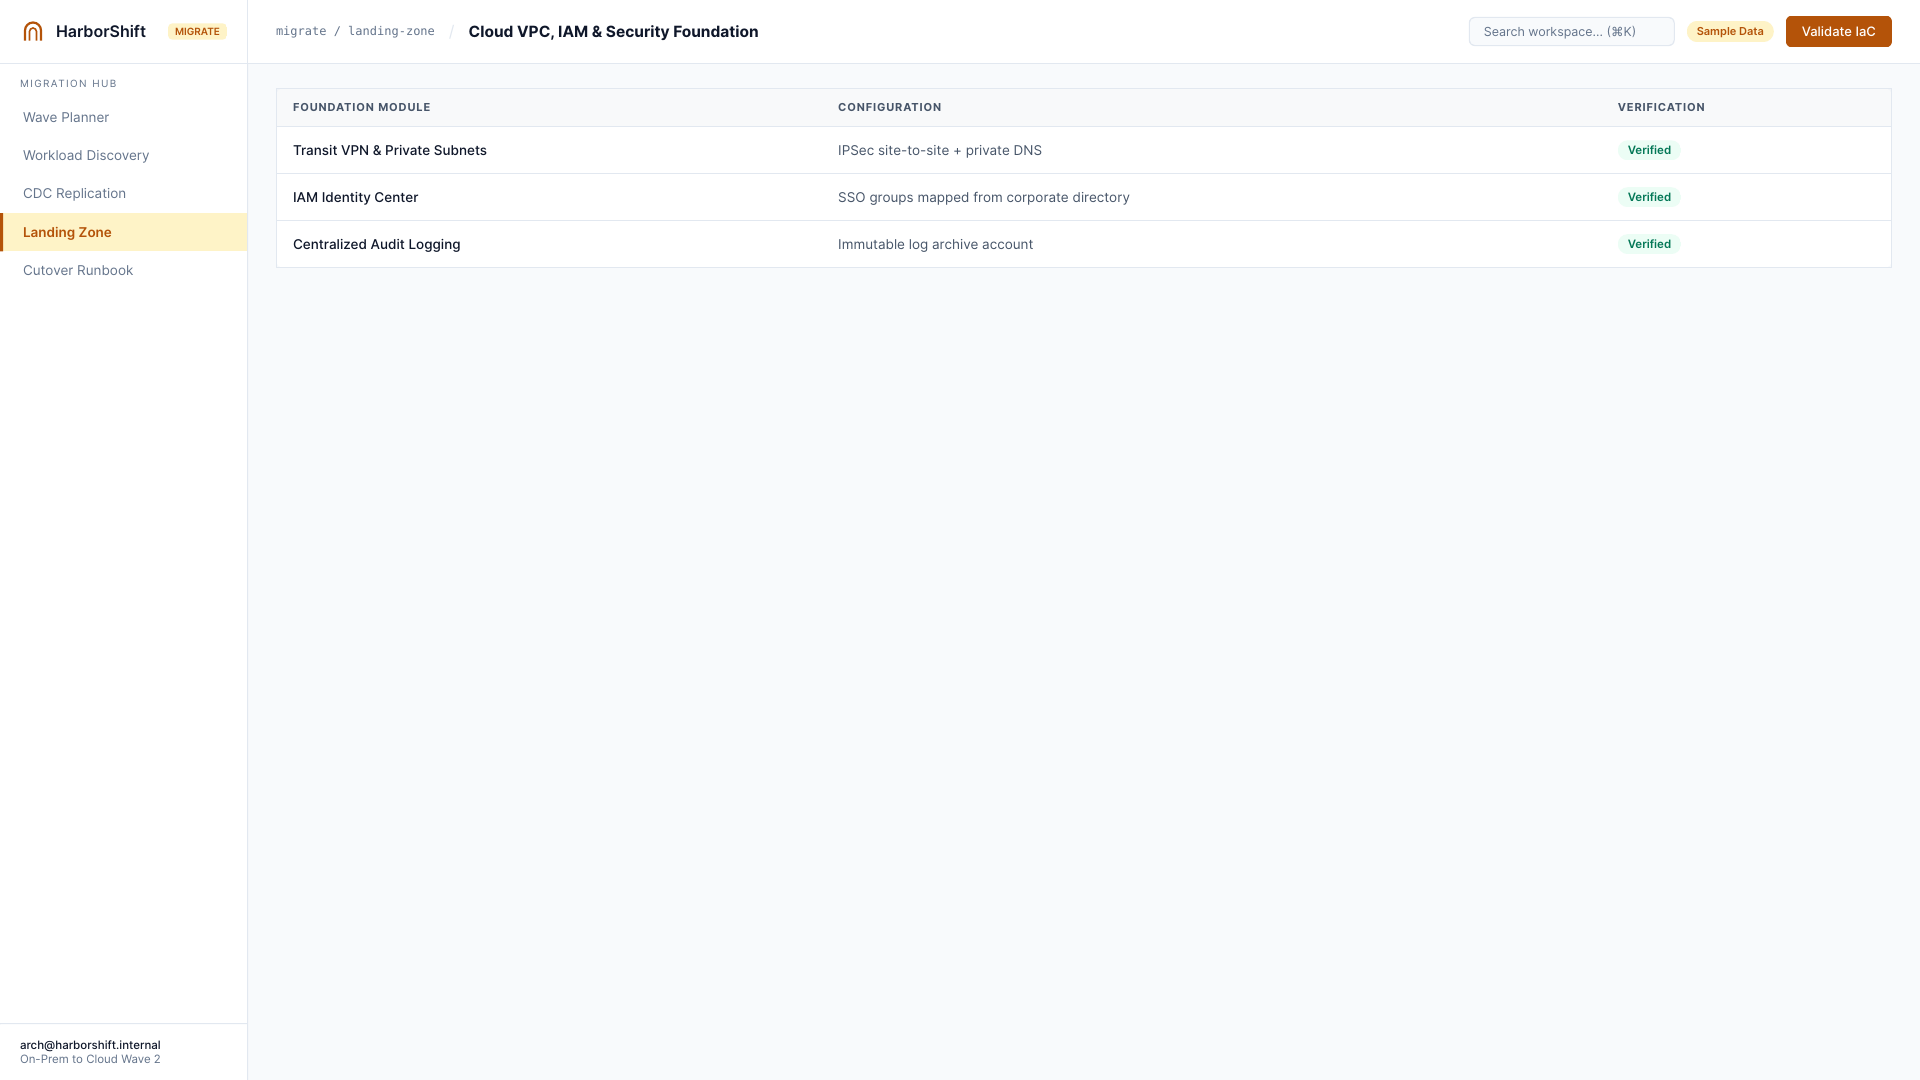 HarborShift MIGRATE
MIGRATION HUB
Wave Planner
Workload Discovery
CDC Replication
Landing Zone
Cutover Runbook
arch@harborshift.internal
On-Prem to Cloud Wave 2
migrate / landing-zone / Cloud VPC, IAM & Security Foundation
Search workspace... (⌘K)
Sample Data
Validate IaC
FOUNDATION MODULE CONFIGURATION VERIFICATION
Transit VPN & Private Subnets IPSec site-to-site + private DNS Verified
IAM Identity Center SSO groups mapped from corporate directory Verified
Centralized Audit Logging Immutable log archive account Verified